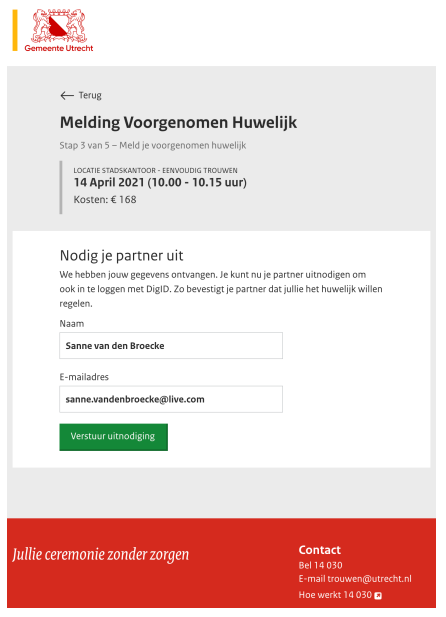 Gemeente Utrecht
← Terug
Melding Voorgenomen Huwelijk
Stap 3 van 5 – Meld je voorgenomen huwelijk
LOCATIE STADSKANTOOR - EENVOUDIG TROUWEN
14 April 2021 (10.00 - 10.15 uur)
Kosten: € 168
Nodig je partner uit
We hebben jouw gegevens ontvangen. Je kunt nu je partner uitnodigen om
ook in te loggen met DigID. Zo bevestigt je partner dat jullie het huwelijk willen
regelen.
Naam
Sanne van den Broecke
E-mailadres
sanne.vandenbroecke@live.com
Verstuur uitnodiging
Jullie ceremonie zonder zorgen
Contact
Bel 14 030
E-mail trouwen@utrecht.nl
Hoe werkt 14 030